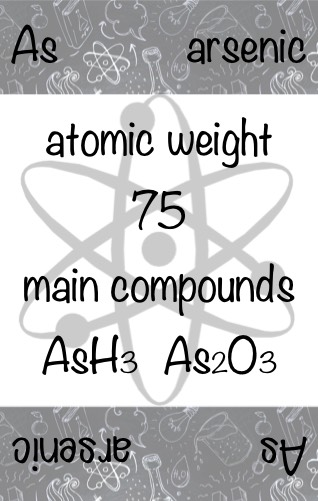 As arsenic
atomic weight
75
main compounds
AsH3 As2O3
As arsenic